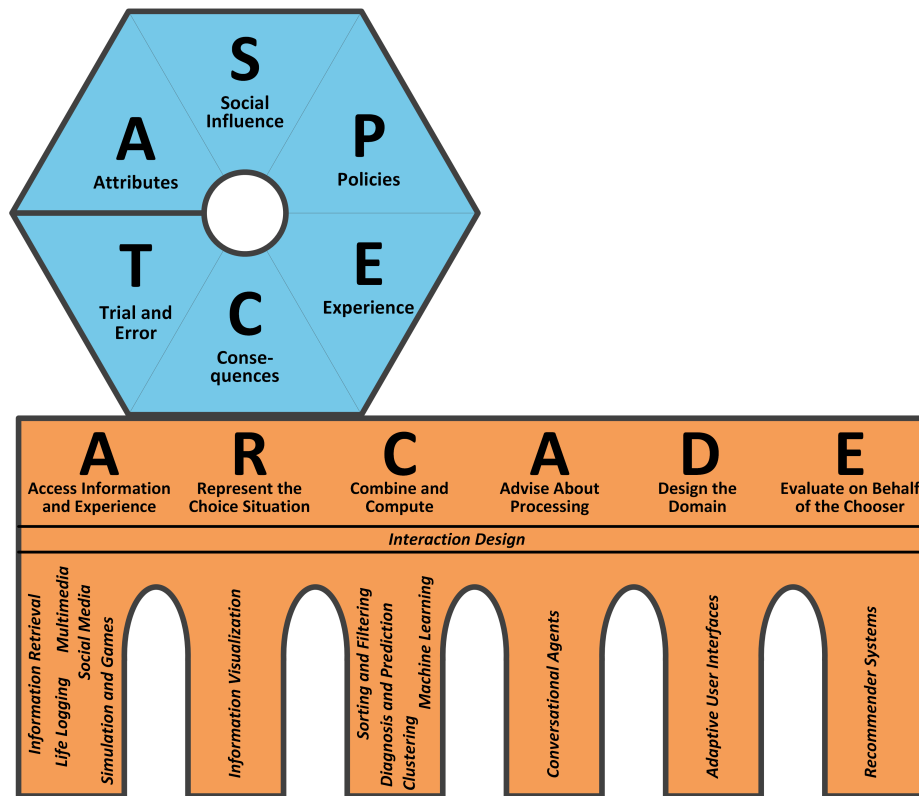 S
Social
Influence
A
Attributes
P
Policies
T
Trial and
Error
C
Conse-
quences
E
Experience
A
Access Information
and Experience
R
Represent the
Choice Situation
C
Combine and
Compute
A
Advise About
Processing
D
Design the
Domain
E
Evaluate on Behalf
of the Chooser
Interaction Design
Information Retrieval
Life Logging
Multimedia
Social Media
Simulation and Games
Information Visualization
Sorting and Filtering
Diagnosis and Prediction
Clustering
Machine Learning
Conversational Agents
Adaptive User Interfaces
Recommender Systems